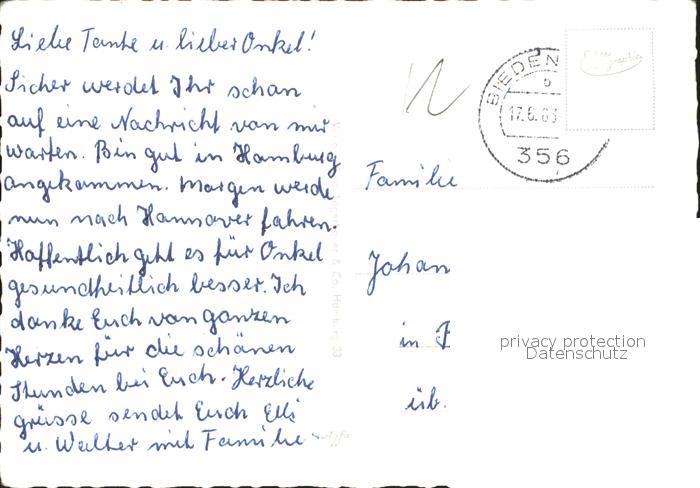 Liebe Tante u. lieber Onkel!
Sicher werdet Ihr schon
auf eine Nachricht von mir
warten. Bin gut in Hamburg
angekommen. Morgen werde
nun nach Hannover fahren.
Hoffentlich geht es für Onkel
gesundheitlich besser. Ich
danke Euch von ganzen
Herzen für die schönen
Stunden bei Euch. Herzliche
grüsse sendet Euch Elli
u. Walter mit Familie
BIEDEN
b
17.6.63
356
Familie
Johan
in
üb.
& Co. Hamburg 33
privacy protection
Datenschutz